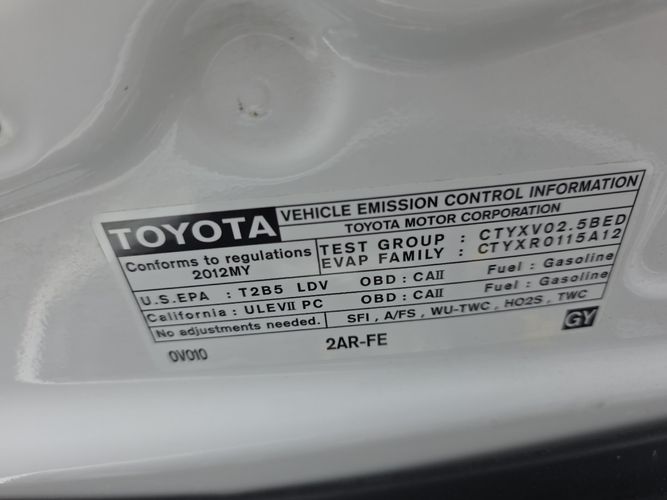 TOYOTA VEHICLE EMISSION CONTROL INFORMATION
TOYOTA MOTOR CORPORATION
Conforms to regulations
2012MY
TEST GROUP : CTYXV02.5BED
EVAP FAMILY : CTYXR0115A12
U.S.EPA : T2B5 LDV OBD : CAII Fuel : Gasoline
California : ULEVII PC OBD : CAII Fuel : Gasoline
No adjustments needed. SFI , A/FS , WU-TWC , HO2S , TWC
0V010 2AR-FE GY